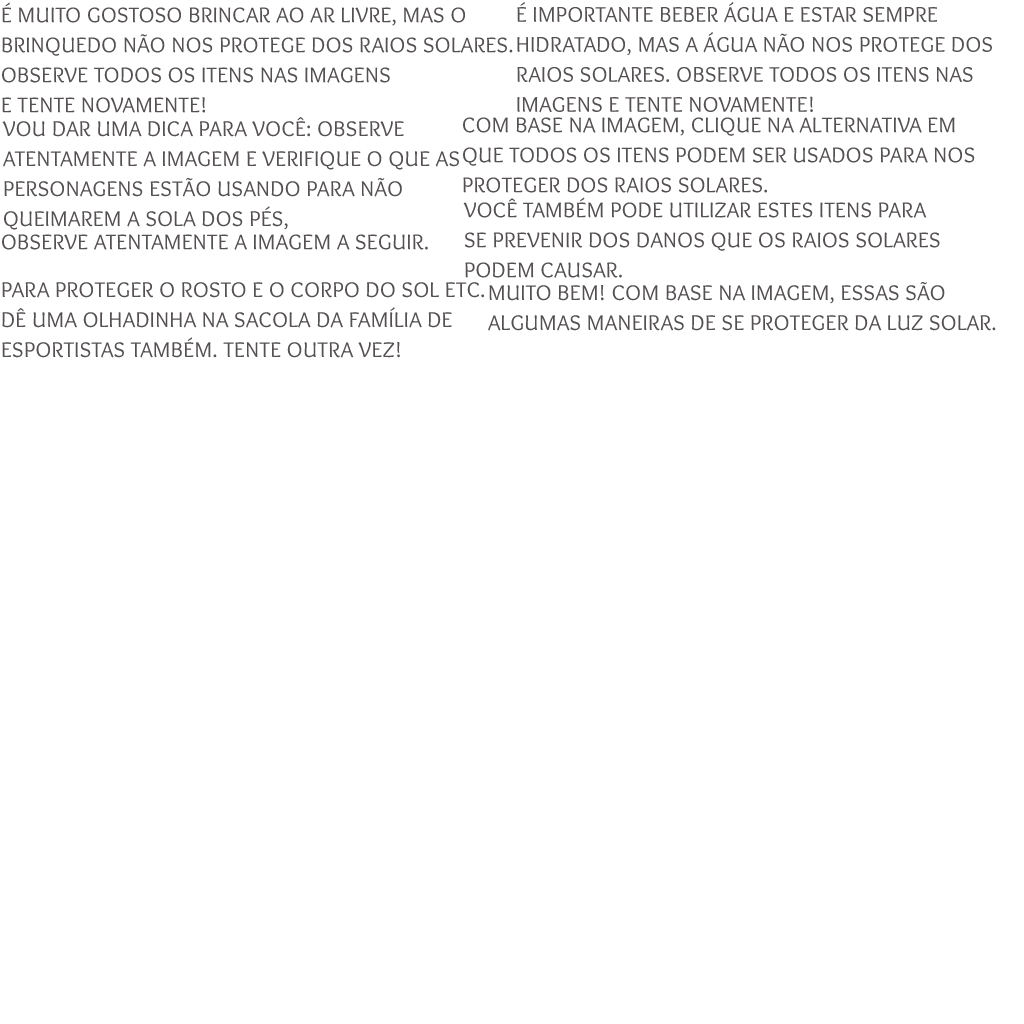 É MUITO GOSTOSO BRINCAR AO AR LIVRE, MAS O
BRINQUEDO NÃO NOS PROTEGE DOS RAIOS SOLARES.
OBSERVE TODOS OS ITENS NAS IMAGENS
E TENTE NOVAMENTE!
É IMPORTANTE BEBER ÁGUA E ESTAR SEMPRE
HIDRATADO, MAS A ÁGUA NÃO NOS PROTEGE DOS
RAIOS SOLARES. OBSERVE TODOS OS ITENS NAS
IMAGENS E TENTE NOVAMENTE!
VOU DAR UMA DICA PARA VOCÊ: OBSERVE
ATENTAMENTE A IMAGEM E VERIFIQUE O QUE AS
PERSONAGENS ESTÃO USANDO PARA NÃO
QUEIMAREM A SOLA DOS PÉS,
COM BASE NA IMAGEM, CLIQUE NA ALTERNATIVA EM
QUE TODOS OS ITENS PODEM SER USADOS PARA NOS
PROTEGER DOS RAIOS SOLARES.
VOCÊ TAMBÉM PODE UTILIZAR ESTES ITENS PARA
SE PREVENIR DOS DANOS QUE OS RAIOS SOLARES
PODEM CAUSAR.
OBSERVE ATENTAMENTE A IMAGEM A SEGUIR.
PARA PROTEGER O ROSTO E O CORPO DO SOL ETC.
DÊ UMA OLHADINHA NA SACOLA DA FAMÍLIA DE
ESPORTISTAS TAMBÉM. TENTE OUTRA VEZ!
MUITO BEM! COM BASE NA IMAGEM, ESSAS SÃO
ALGUMAS MANEIRAS DE SE PROTEGER DA LUZ SOLAR.